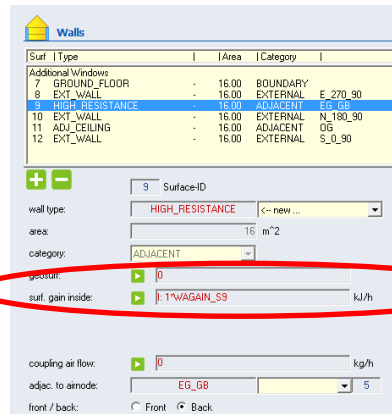 Walls
Surf | Type | | Area | Category |
Additional Windows
7 GROUND_FLOOR - 16.00 BOUNDARY
8 EXT_WALL - 16.00 EXTERNAL E_270_90
9 HIGH_RESISTANCE - 16.00 ADJACENT EG_GB
10 EXT_WALL - 16.00 EXTERNAL N_180_90
11 ADJ_CEILING - 16.00 ADJACENT OG
12 EXT_WALL - 16.00 EXTERNAL S_0_90
9 Surface-ID
wall type: HIGH_RESISTANCE <-- new ...
area: 16 m^2
category: ADJACENT
geosurf: 0
surf. gain inside: I: 1*WAGAIN_S9 kJ/h
coupling air flow: 0 kg/h
adjac. to airnode: EG_GB 5
front / back: Front Back